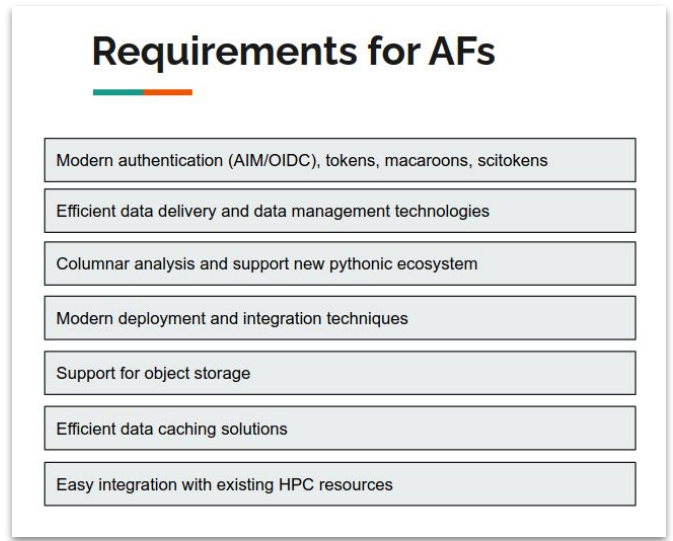 Requirements for AFs
Modern authentication (AIM/OIDC), tokens, macaroons, scitokens
Efficient data delivery and data management technologies
Columnar analysis and support new pythonic ecosystem
Modern deployment and integration techniques
Support for object storage
Efficient data caching solutions
Easy integration with existing HPC resources